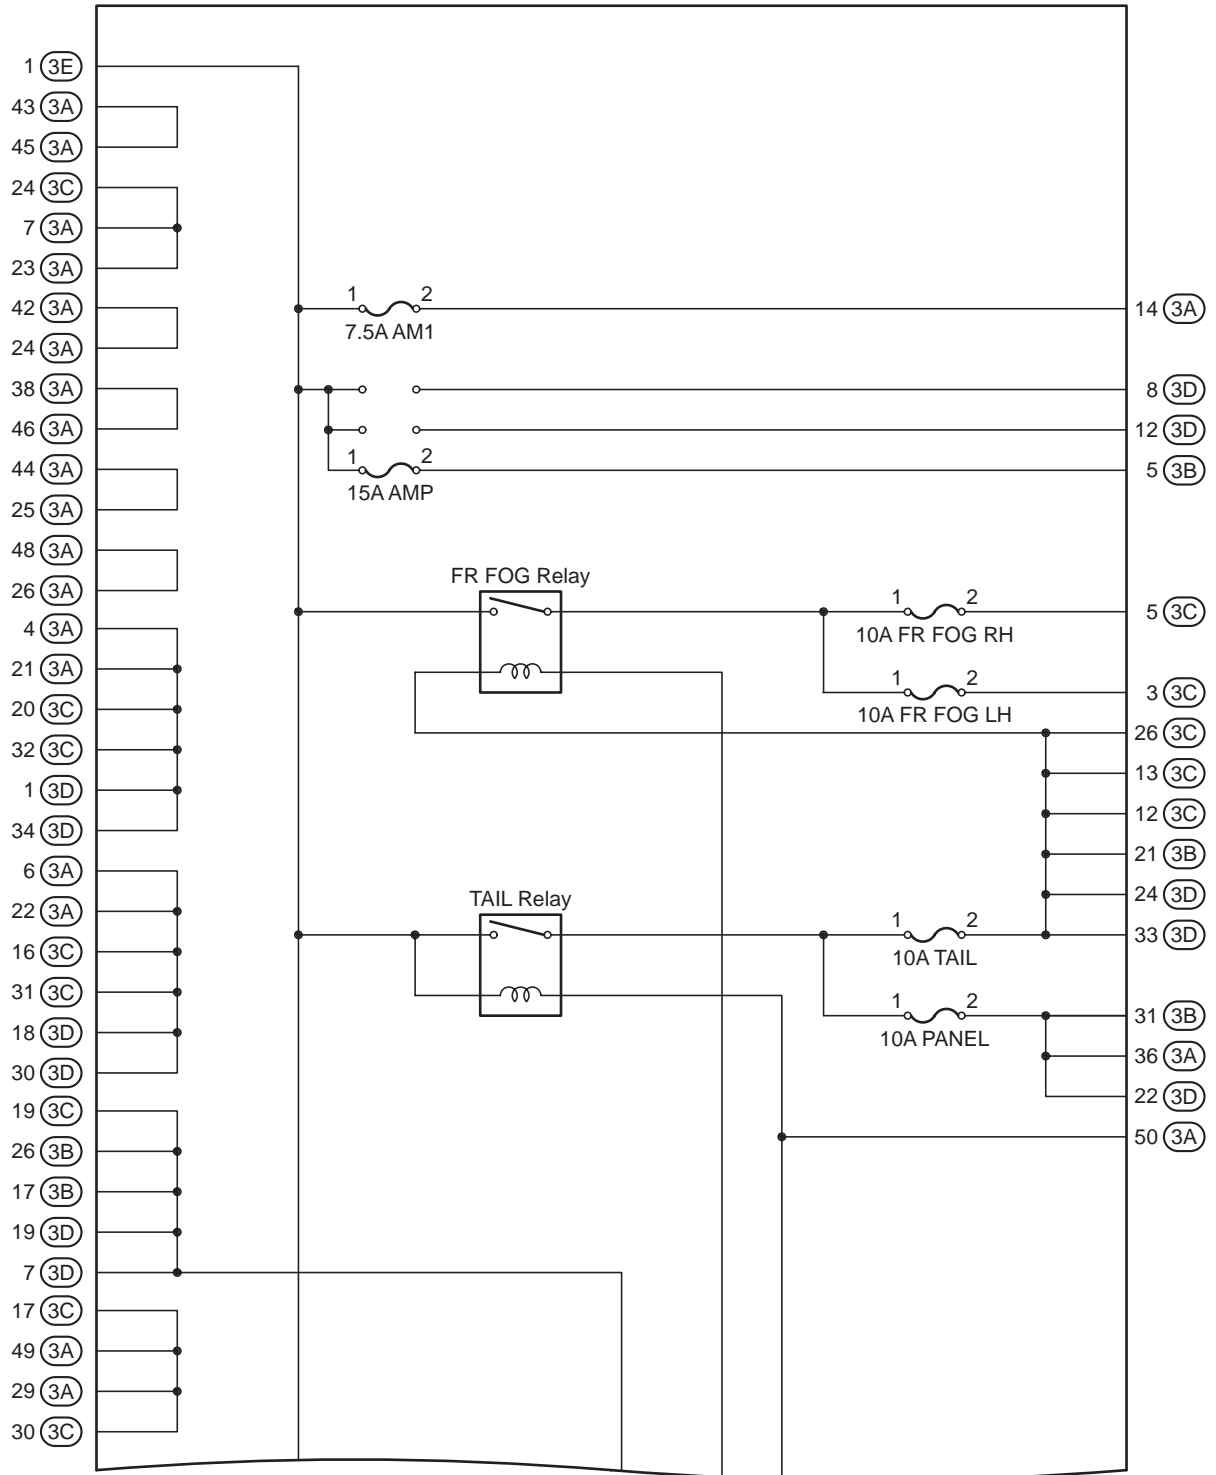 1 3E
43 3A
45 3A
24 3C
7 3A
23 3A
42 3A
24 3A
38 3A
46 3A
44 3A
25 3A
48 3A
26 3A
4 3A
21 3A
20 3C
32 3C
1 3D
34 3D
6 3A
22 3A
16 3C
31 3C
18 3D
30 3D
19 3C
26 3B
17 3B
19 3D
7 3D
17 3C
49 3A
29 3A
30 3C
1 2
7.5A AM1
1 2
15A AMP
FR FOG Relay
1 2
10A FR FOG RH
1 2
10A FR FOG LH
TAIL Relay
1 2
10A TAIL
1 2
10A PANEL
14 3A
8 3D
12 3D
5 3B
5 3C
3 3C
26 3C
13 3C
12 3C
21 3B
24 3D
33 3D
31 3B
36 3A
22 3D
50 3A